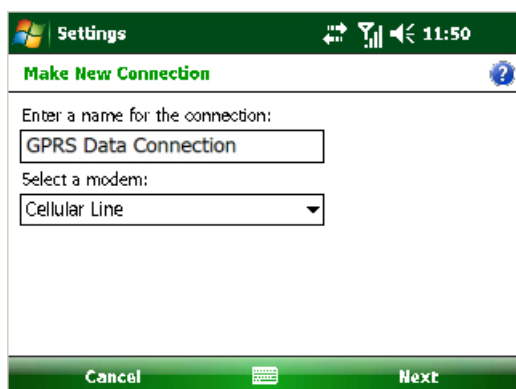 Settings 11:50
Make New Connection
Enter a name for the connection:
GPRS Data Connection
Select a modem:
Cellular Line
Cancel Next